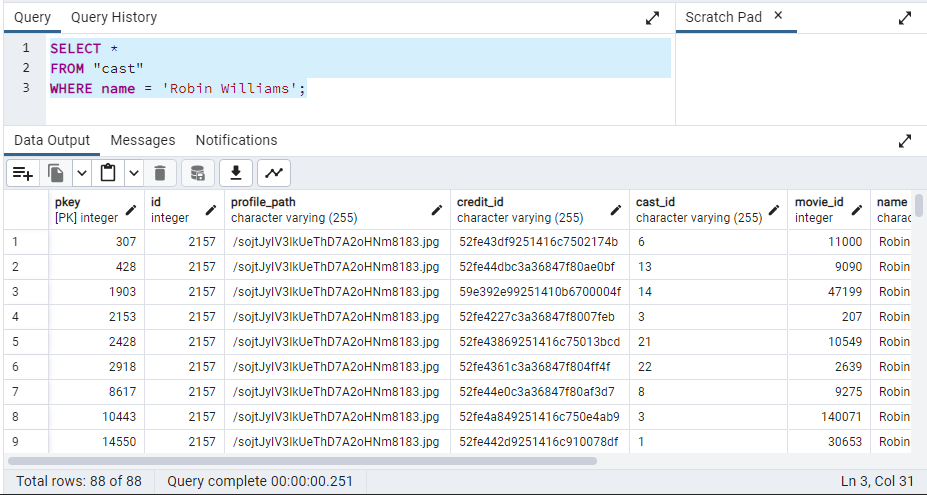 Query Query History Scratch Pad ×
1 SELECT *
2 FROM "cast"
3 WHERE name = 'Robin Williams';
Data Output Messages Notifications
pkey id profile_path credit_id cast_id movie_id name
[PK] integer integer character varying (255) character varying (255) character varying (255) integer charac
1 307 2157 /sojtJyIV3lkUeThD7A2oHNm8183.jpg 52fe43df9251416c7502174b 6 11000 Robin
2 428 2157 /sojtJyIV3lkUeThD7A2oHNm8183.jpg 52fe44dbc3a36847f80ae0bf 13 9090 Robin
3 1903 2157 /sojtJyIV3lkUeThD7A2oHNm8183.jpg 59e392e99251410b6700004f 14 47199 Robin
4 2153 2157 /sojtJyIV3lkUeThD7A2oHNm8183.jpg 52fe4227c3a36847f8007feb 3 207 Robin
5 2428 2157 /sojtJyIV3lkUeThD7A2oHNm8183.jpg 52fe43869251416c75013bcd 21 10549 Robin
6 2918 2157 /sojtJyIV3lkUeThD7A2oHNm8183.jpg 52fe4361c3a36847f804ff4f 22 2639 Robin
7 8617 2157 /sojtJyIV3lkUeThD7A2oHNm8183.jpg 52fe44e0c3a36847f80af3d7 8 9275 Robin
8 10443 2157 /sojtJyIV3lkUeThD7A2oHNm8183.jpg 52fe4a849251416c750e4ab9 3 140071 Robin
9 14550 2157 /sojtJyIV3lkUeThD7A2oHNm8183.jpg 52fe442d9251416c910078df 1 30653 Robin
Total rows: 88 of 88 Query complete 00:00:00.251 Ln 3, Col 31